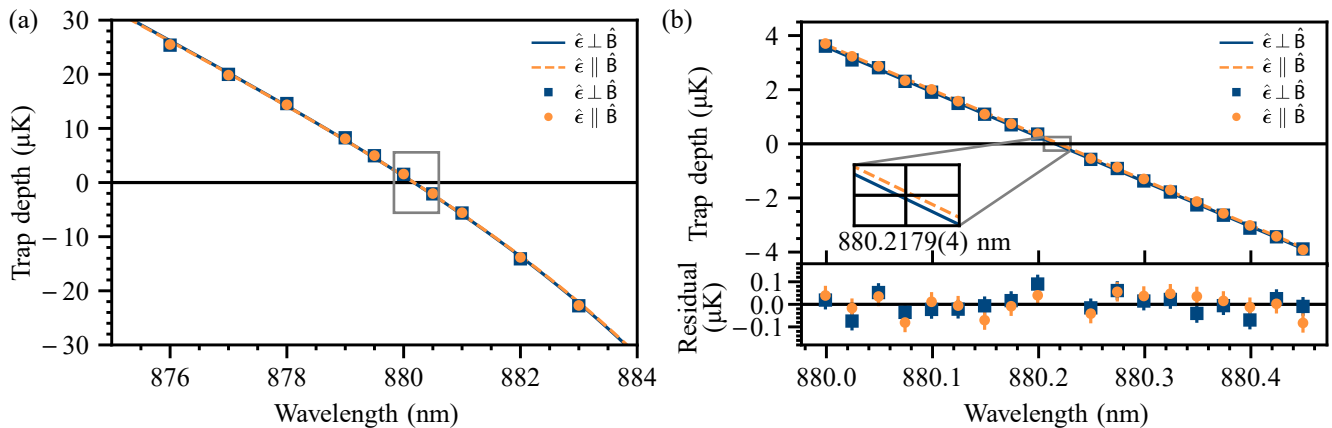 (a)
30
20
10
0
−10
−20
−30
Trap depth (μK)
ε̂ ⊥ B̂
ε̂ ∥ B̂
ε̂ ⊥ B̂
ε̂ ∥ B̂
876
878
880
882
884
Wavelength (nm)
(b)
4
2
0
−2
−4
Trap depth (μK)
ε̂ ⊥ B̂
ε̂ ∥ B̂
ε̂ ⊥ B̂
ε̂ ∥ B̂
880.2179(4) nm
0.1
0.0
−0.1
Residual
(μK)
880.0
880.1
880.2
880.3
880.4
Wavelength (nm)